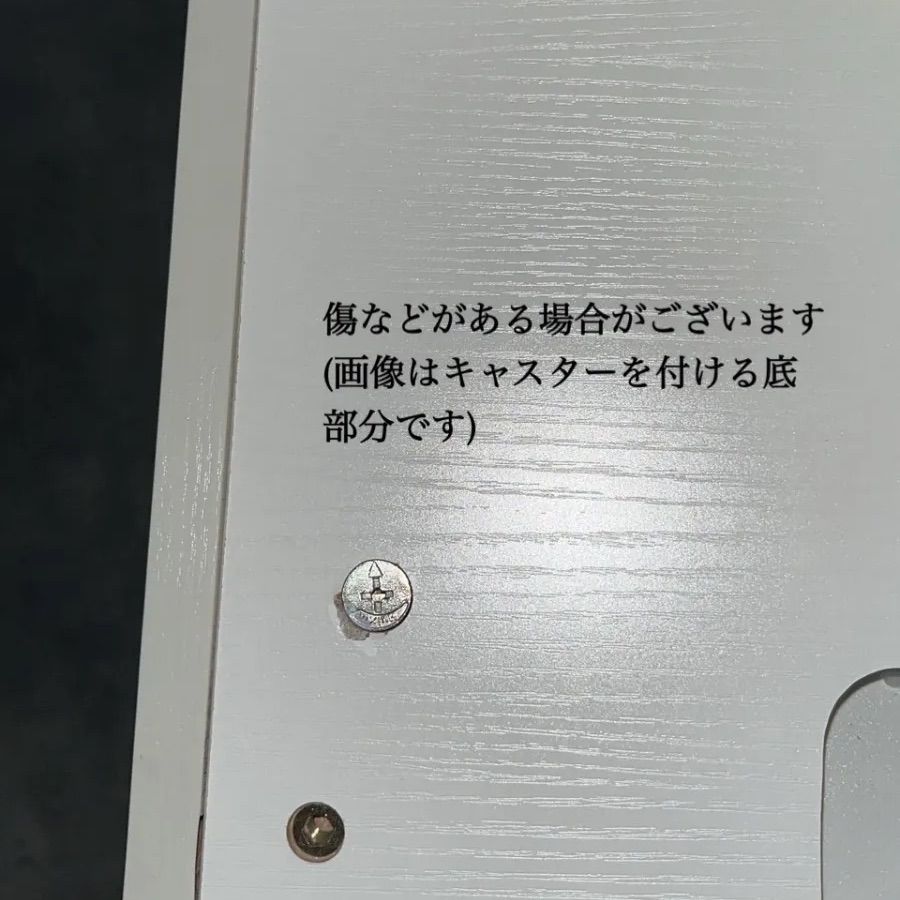 傷などがある場合がございます
(画像はキャスターを付ける底
部分です)